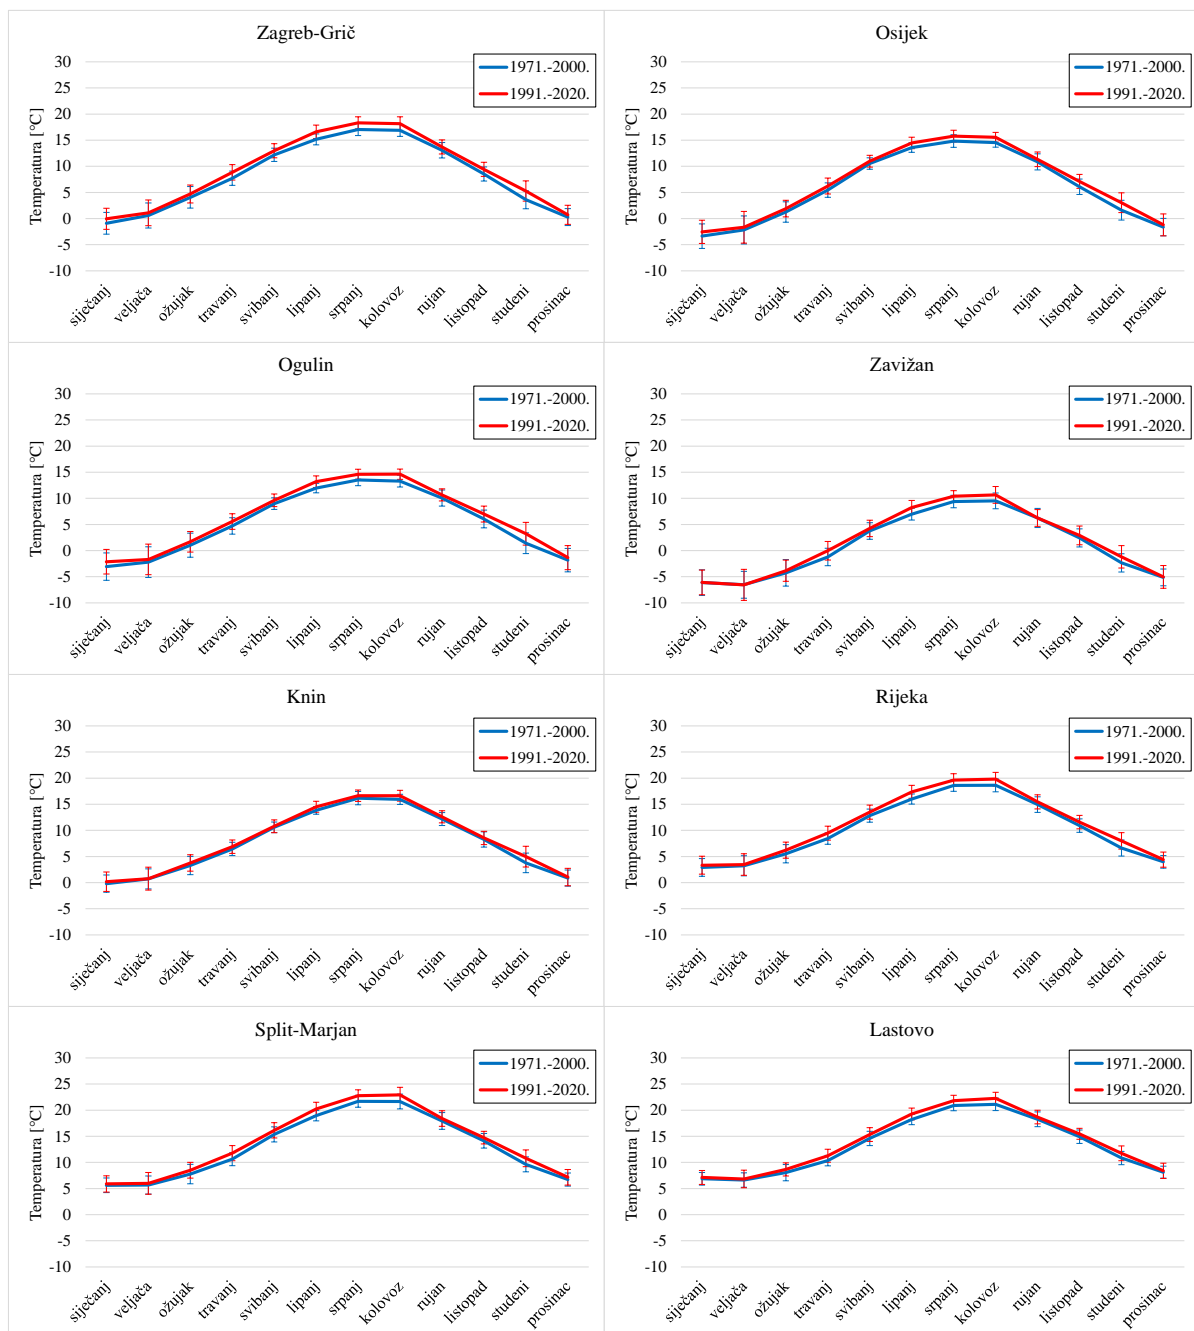 Zagreb-Grič
Temperatura [°C]
30
25
20
15
10
5
0
-5
-10
1971.-2000.
1991.-2020.
siječanj
veljača
ožujak
travanj
svibanj
lipanj
srpanj
kolovoz
rujan
listopad
studeni
prosinac
Osijek
Temperatura [°C]
30
25
20
15
10
5
0
-5
-10
1971.-2000.
1991.-2020.
siječanj
veljača
ožujak
travanj
svibanj
lipanj
srpanj
kolovoz
rujan
listopad
studeni
prosinac
Ogulin
Temperatura [°C]
30
25
20
15
10
5
0
-5
-10
1971.-2000.
1991.-2020.
siječanj
veljača
ožujak
travanj
svibanj
lipanj
srpanj
kolovoz
rujan
listopad
studeni
prosinac
Zavižan
Temperatura [°C]
30
25
20
15
10
5
0
-5
-10
1971.-2000.
1991.-2020.
siječanj
veljača
ožujak
travanj
svibanj
lipanj
srpanj
kolovoz
rujan
listopad
studeni
prosinac
Knin
Temperatura [°C]
30
25
20
15
10
5
0
-5
-10
1971.-2000.
1991.-2020.
siječanj
veljača
ožujak
travanj
svibanj
lipanj
srpanj
kolovoz
rujan
listopad
studeni
prosinac
Rijeka
Temperatura [°C]
30
25
20
15
10
5
0
-5
-10
1971.-2000.
1991.-2020.
siječanj
veljača
ožujak
travanj
svibanj
lipanj
srpanj
kolovoz
rujan
listopad
studeni
prosinac
Split-Marjan
Temperatura [°C]
30
25
20
15
10
5
0
-5
-10
1971.-2000.
1991.-2020.
siječanj
veljača
ožujak
travanj
svibanj
lipanj
srpanj
kolovoz
rujan
listopad
studeni
prosinac
Lastovo
Temperatura [°C]
30
25
20
15
10
5
0
-5
-10
1971.-2000.
1991.-2020.
siječanj
veljača
ožujak
travanj
svibanj
lipanj
srpanj
kolovoz
rujan
listopad
studeni
prosinac